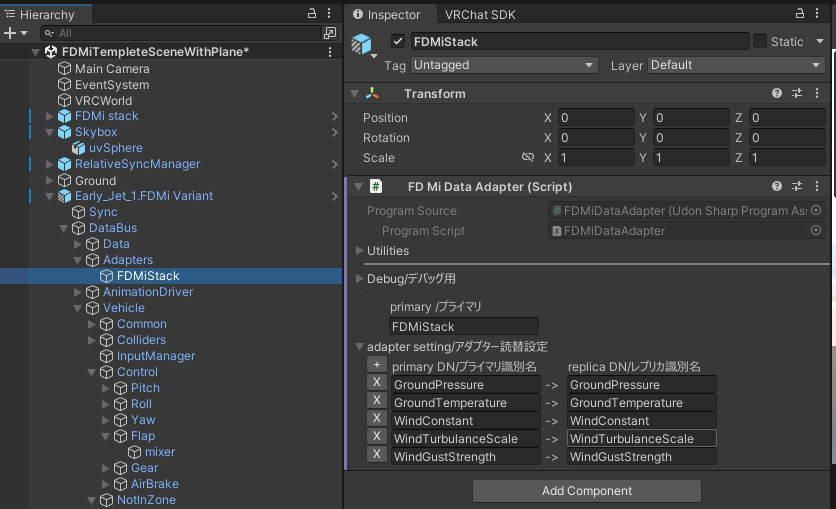 Hierarchy
All
FDMiTempleteSceneWithPlane*
Main Camera
EventSystem
VRCWorld
FDMi stack
Skybox
uvSphere
RelativeSyncManager
Ground
Early_Jet_1.FDMi Variant
Sync
DataBus
Data
Adapters
FDMiStack
AnimationDriver
Vehicle
Common
Colliders
InputManager
Control
Pitch
Roll
Yaw
Flap
mixer
Gear
AirBrake
NotInZone
Inspector VRChat SDK
FDMiStack Static
Tag Untagged Layer Default
Transform
Position X 0 Y 0 Z 0
Rotation X 0 Y 0 Z 0
Scale X 1 Y 1 Z 1
# FD Mi Data Adapter (Script)
Program Source FDMiDataAdapter (Udon Sharp Program Ass
Program Script FDMiDataAdapter
Utilities
Debug/デバッグ用
primary /プライマリ
FDMiStack
adapter setting/アダプター読替設定
+ primary DN/プライマリ識別名 replica DN/レプリカ識別名
X GroundPressure -> GroundPressure
X GroundTemperature -> GroundTemperature
X WindConstant -> WindConstant
X WindTurbulanceScale -> WindTurbulanceScale
X WindGustStrength -> WindGustStrength
Add Component